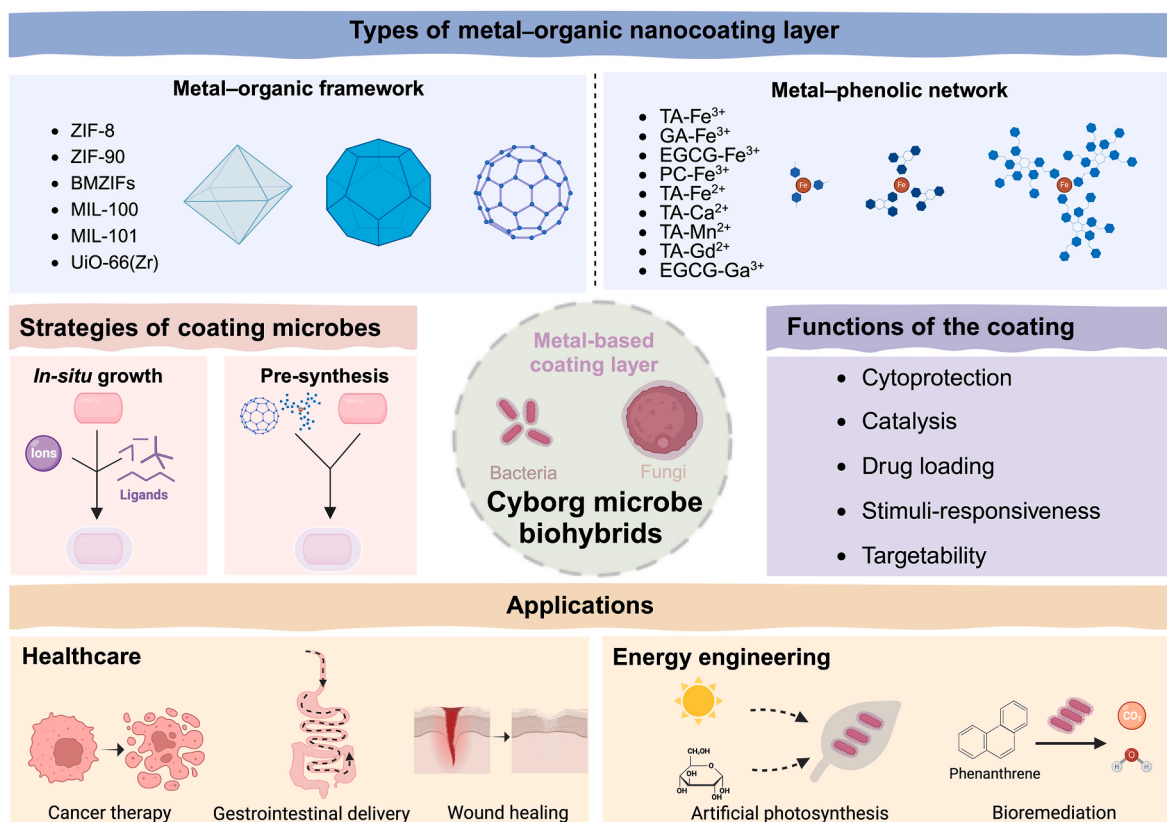 Types of metal–organic nanocoating layer
Metal–organic framework
• ZIF-8
• ZIF-90
• BMZIFs
• MIL-100
• MIL-101
• UiO-66(Zr)
Metal–phenolic network
• TA-Fe³⁺
• GA-Fe³⁺
• EGCG-Fe³⁺
• PC-Fe³⁺
• TA-Fe²⁺
• TA-Ca²⁺
• TA-Mn²⁺
• TA-Gd²⁺
• EGCG-Ga³⁺
Fe
Fe
Fe
Strategies of coating microbes
In-situ growth
Ions
Ligands
Pre-synthesis
Metal-based
coating layer
Bacteria
Fungi
Cyborg microbe
biohybrids
Functions of the coating
• Cytoprotection
• Catalysis
• Drug loading
• Stimuli-responsiveness
• Targetability
Applications
Healthcare
Cancer therapy
Gastrointestinal delivery
Wound healing
Energy engineering
CH₂OH
O
OH
OH
OH
OH
Artificial photosynthesis
Phenanthrene
CO₂
O
H
H
Bioremediation